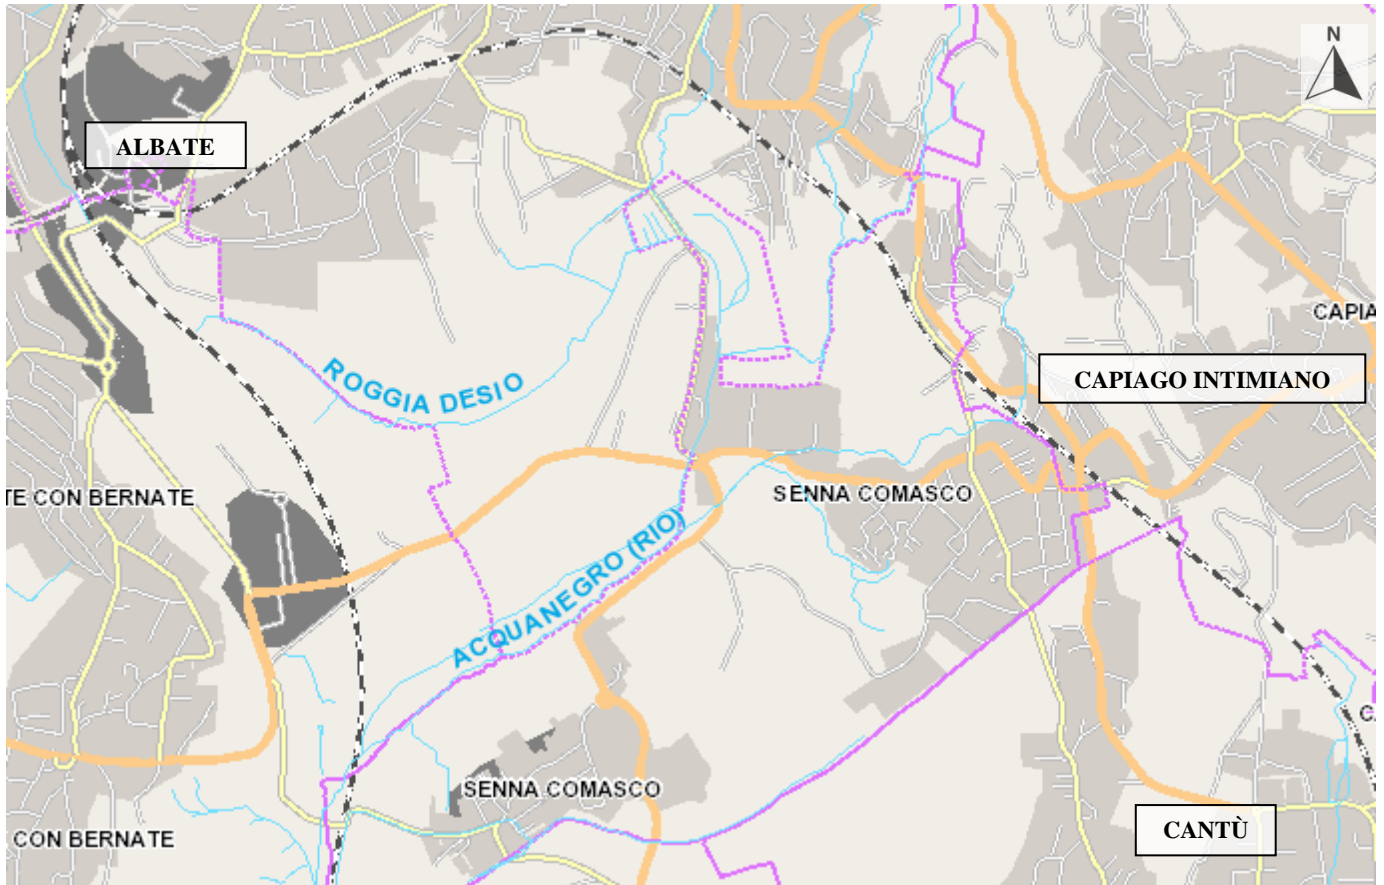 N
ALBATE
CAPIA
ROGGIA DESIO
CAPIAGO INTIMIANO
TE CON BERNATE
SENNA COMASCO
ACQUANEGRO (RIO)
C
SENNA COMASCO
CON BERNATE
CANTÙ